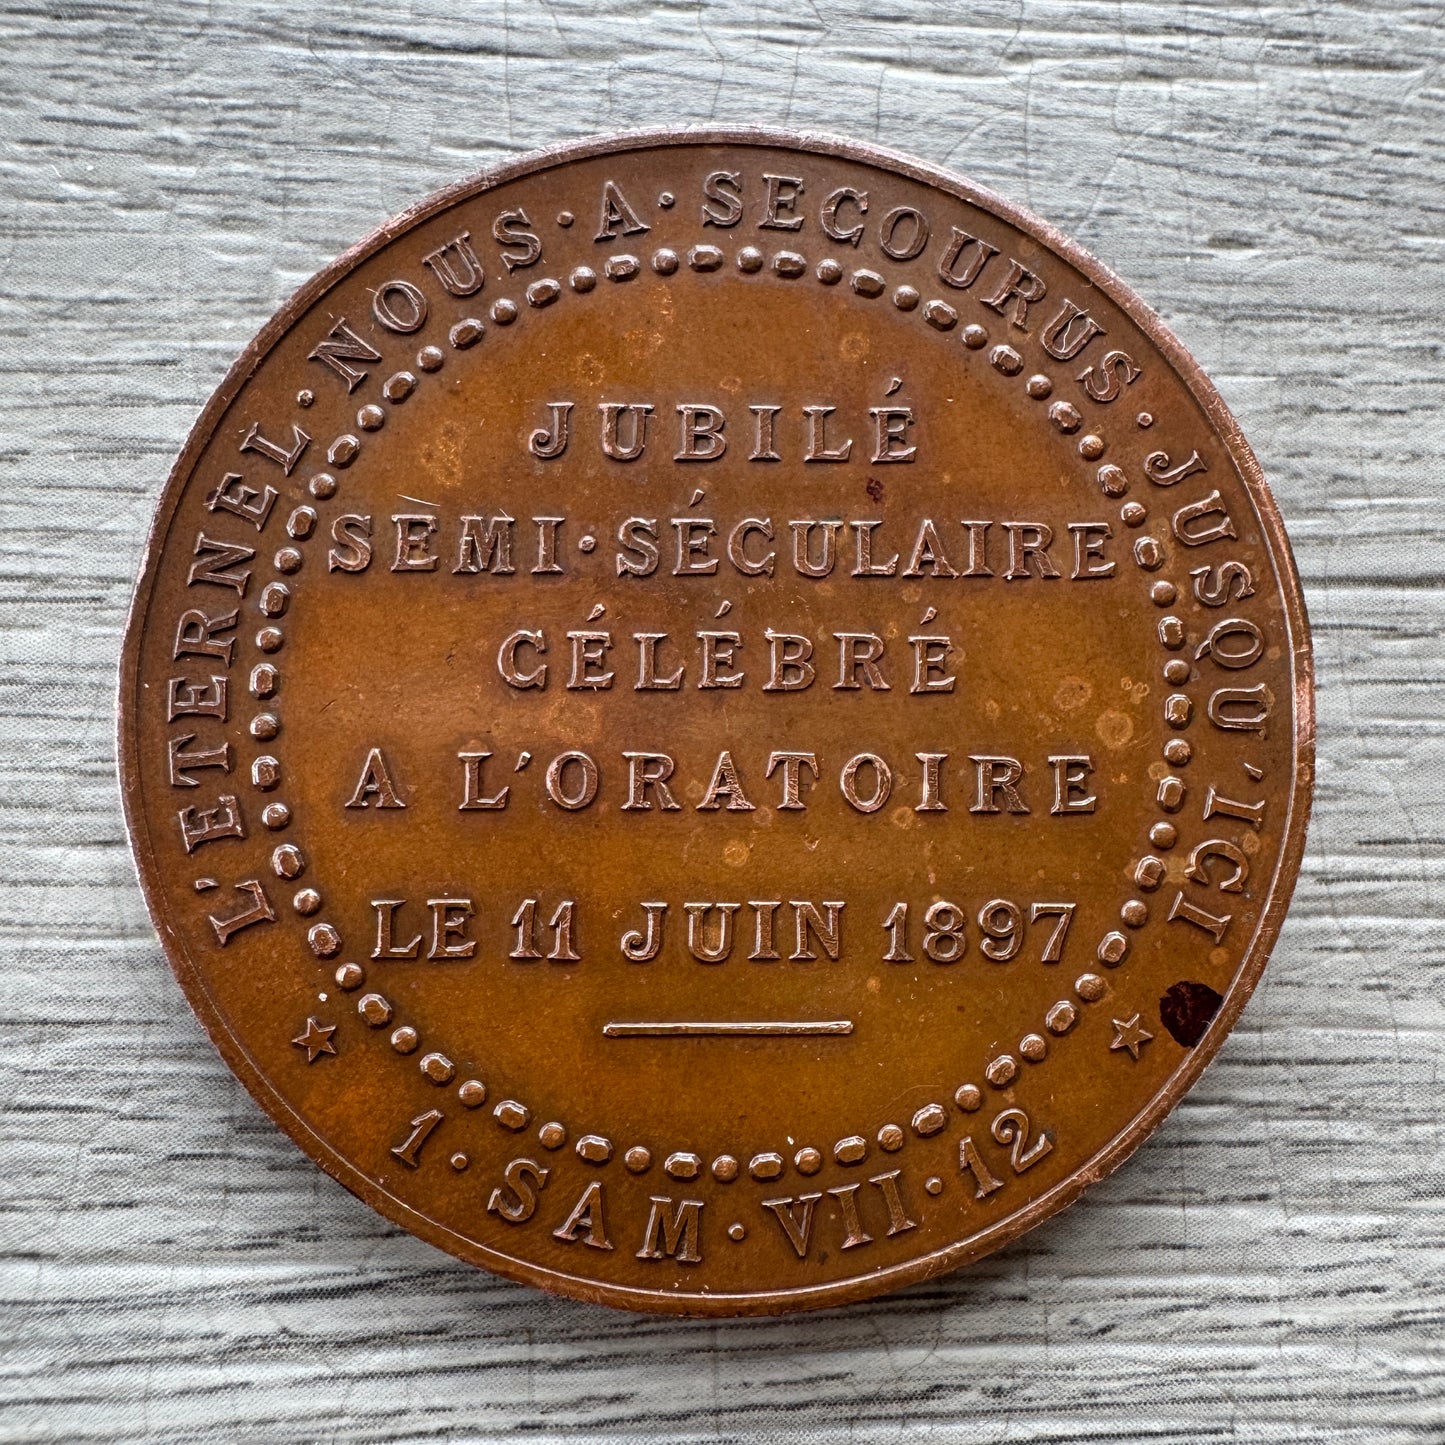 L'ETERNEL · NOUS · A · SECOURUS · JUSQU'ICI
JUBILÉ
SEMI·SÉCULAIRE
CÉLÉBRÉ
A L'ORATOIRE
LE 11 JUIN 1897
1 · SAM · VII · 12